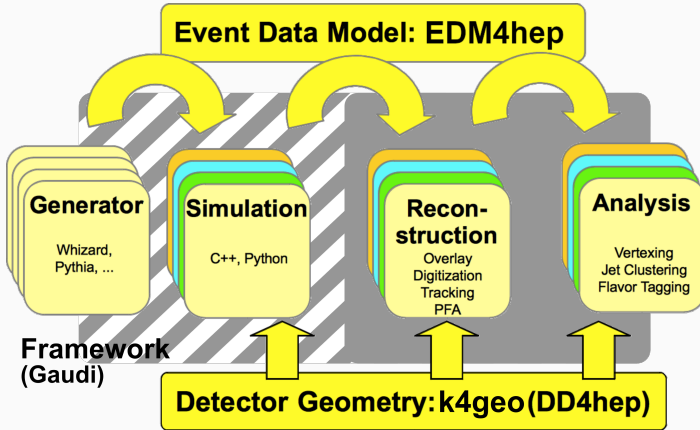 Event Data Model: EDM4hep
Generator
Whizard,
Pythia, ...
Simulation
C++, Python
Recon-
struction
Overlay
Digitization
Tracking
PFA
Analysis
Vertexing
Jet Clustering
Flavor Tagging
Framework
(Gaudi)
Detector Geometry: k4geo (DD4hep)